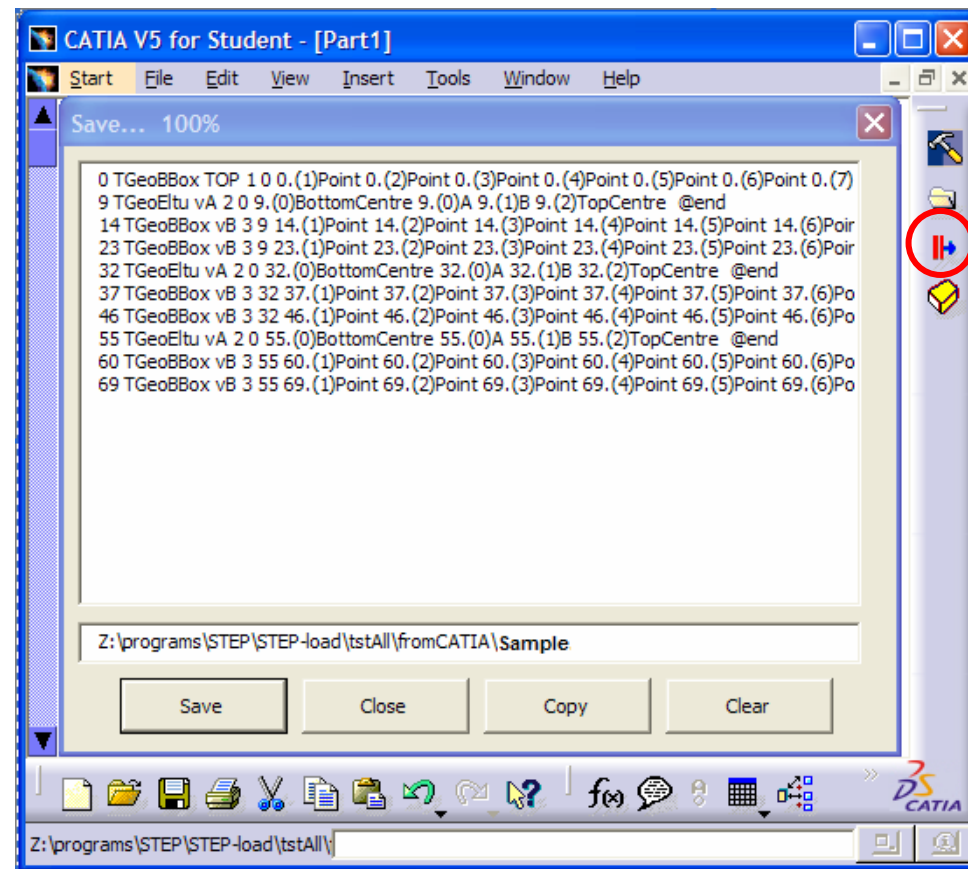 CATIA V5 for Student - [Part1]
Start File Edit View Insert Tools Window Help
Save... 100%
0 TGeoBBox TOP 1 0 0.(1)Point 0.(2)Point 0.(3)Point 0.(4)Point 0.(5)Point 0.(6)Point 0.(7)
9 TGeoEltu vA 2 0 9.(0)BottomCentre 9.(0)A 9.(1)B 9.(2)TopCentre @end
14 TGeoBBox vB 3 9 14.(1)Point 14.(2)Point 14.(3)Point 14.(4)Point 14.(5)Point 14.(6)Poir
23 TGeoBBox vB 3 9 23.(1)Point 23.(2)Point 23.(3)Point 23.(4)Point 23.(5)Point 23.(6)Poir
32 TGeoEltu vA 2 0 32.(0)BottomCentre 32.(0)A 32.(1)B 32.(2)TopCentre @end
37 TGeoBBox vB 3 32 37.(1)Point 37.(2)Point 37.(3)Point 37.(4)Point 37.(5)Point 37.(6)Po
46 TGeoBBox vB 3 32 46.(1)Point 46.(2)Point 46.(3)Point 46.(4)Point 46.(5)Point 46.(6)Po
55 TGeoEltu vA 2 0 55.(0)BottomCentre 55.(0)A 55.(1)B 55.(2)TopCentre @end
60 TGeoBBox vB 3 55 60.(1)Point 60.(2)Point 60.(3)Point 60.(4)Point 60.(5)Point 60.(6)Po
69 TGeoBBox vB 3 55 69.(1)Point 69.(2)Point 69.(3)Point 69.(4)Point 69.(5)Point 69.(6)Po
Z:\programs\STEP\STEP-load\tstAll\fromCATIA\Sample
Save Close Copy Clear
f(x)
CATIA
Z:\programs\STEP\STEP-load\tstAll\